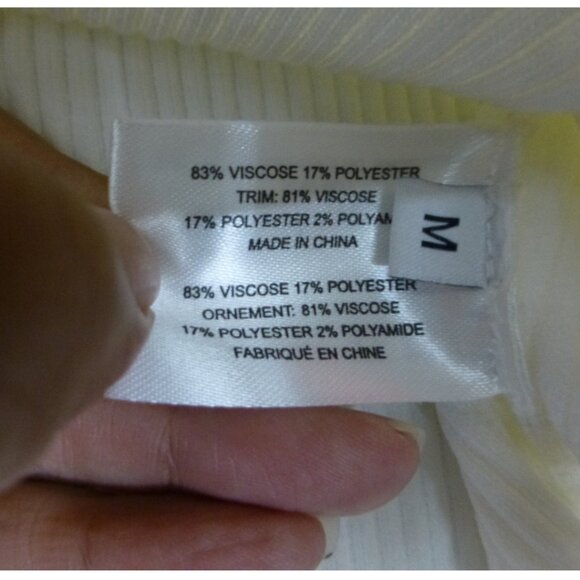 83% VISCOSE 17% POLYESTER
TRIM: 81% VISCOSE
17% POLYESTER 2% POLYAM
MADE IN CHINA
M
83% VISCOSE 17% POLYESTER
ORNEMENT: 81% VISCOSE
17% POLYESTER 2% POLYAMIDE
FABRIQUÉ EN CHINE